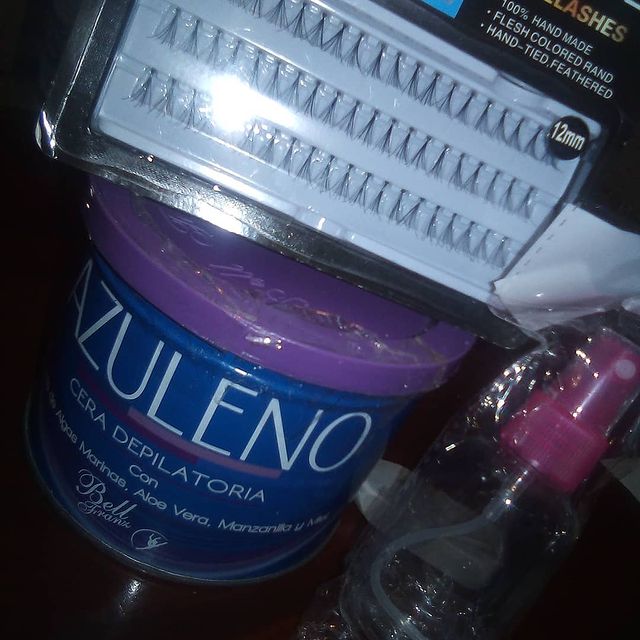 LASHES
100% HAND MADE
FLESH COLORED RAND
HAND-TIED, FEATHERED
12mm
AZULENO
CERA DEPILATORIA
Con
de Algas Marinas, Aloe Vera, Manzanilla y
Bell